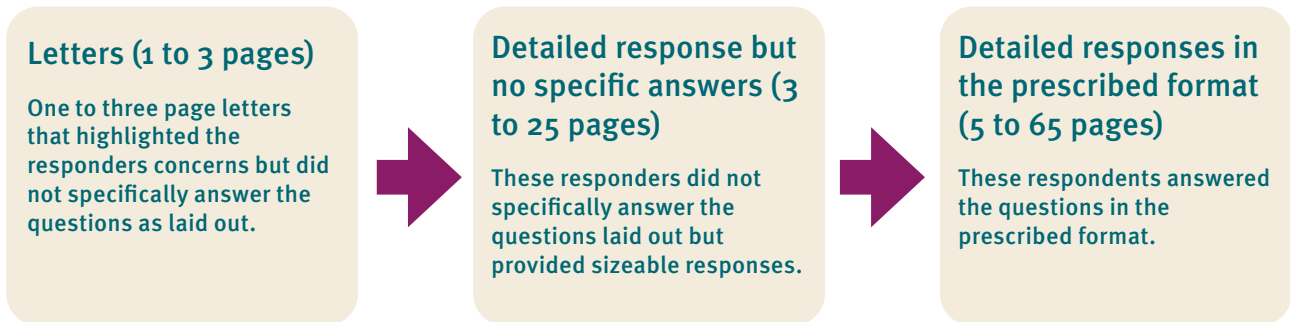 Letters (1 to 3 pages)
One to three page letters
that highlighted the
responders concerns but did
not specifically answer the
questions as laid out.
Detailed response but
no specific answers (3
to 25 pages)
These responders did not
specifically answer the
questions laid out but
provided sizeable responses.
Detailed responses in
the prescribed format
(5 to 65 pages)
These respondents answered
the questions in the
prescribed format.